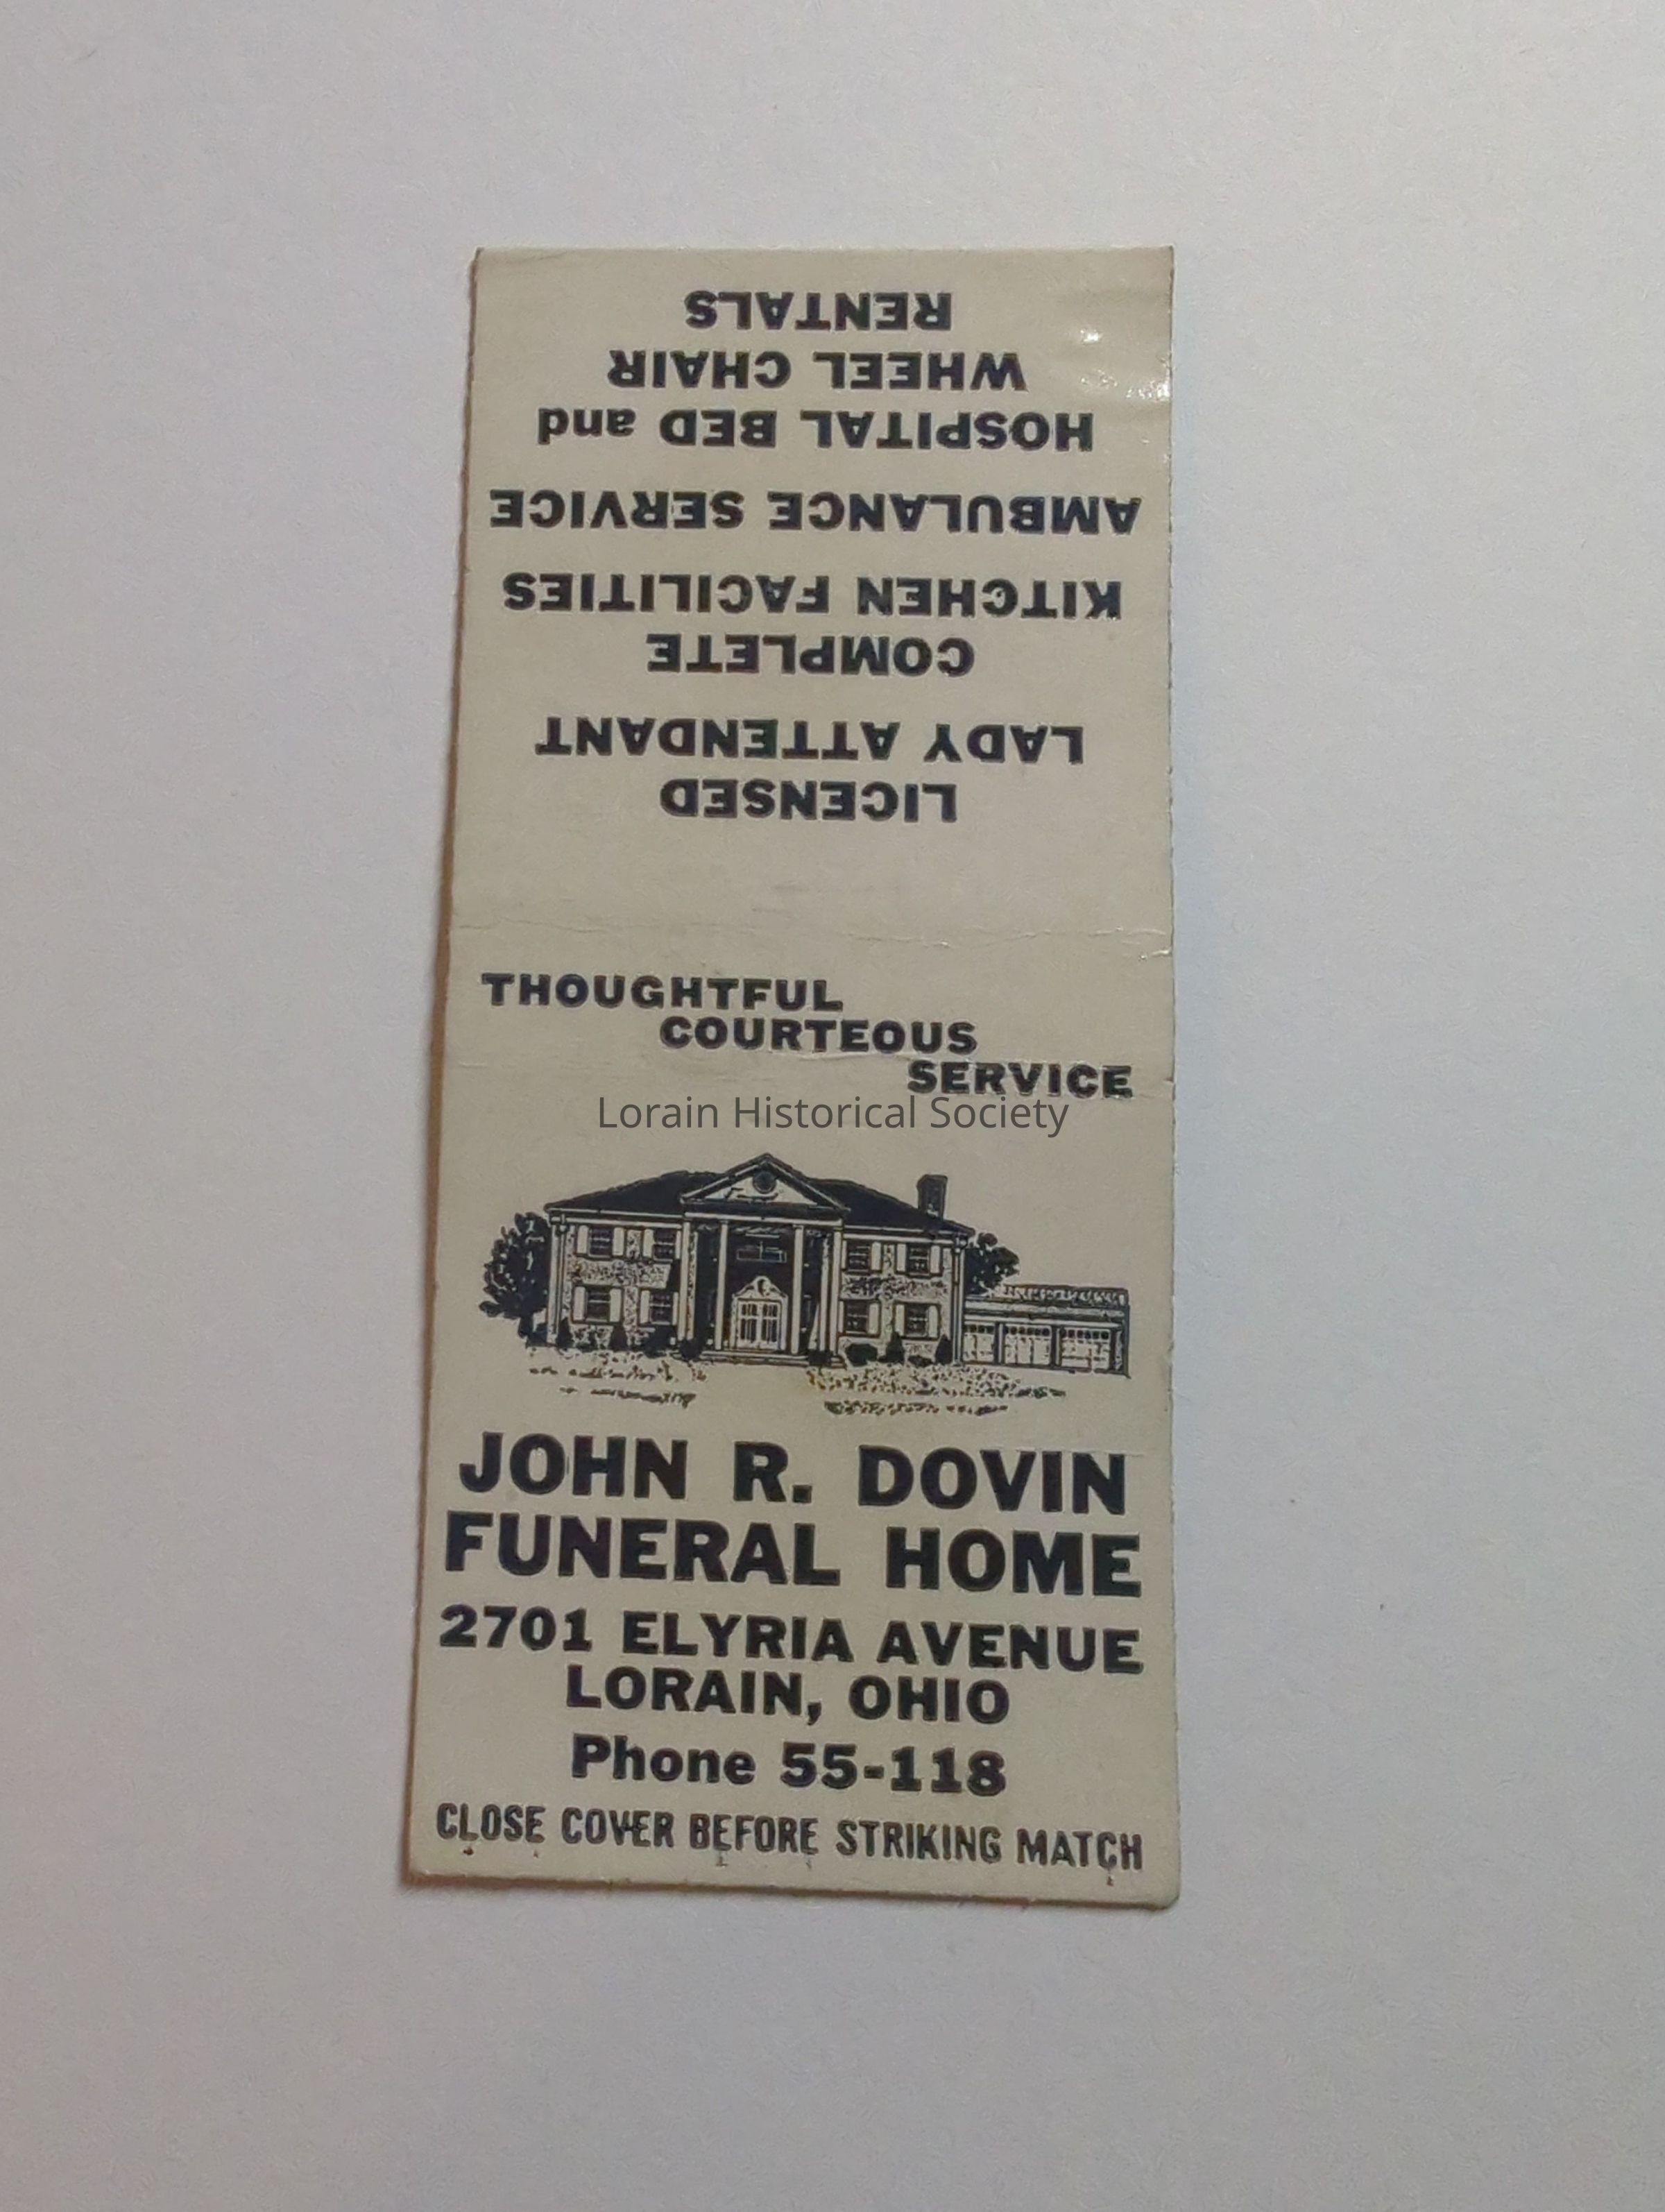 THOUGHTFUL
COURTEOUS
SERVICE
Lorain Historical Society
JOHN R. DOVIN
FUNERAL HOME
2701 ELYRIA AVENUE
LORAIN, OHIO
Phone 55-118
CLOSE COVER BEFORE STRIKING MATCH
LICENSED
LADY ATTENDANT
COMPLETE
KITCHEN FACILITIES
AMBULANCE SERVICE
HOSPITAL BED and
WHEEL CHAIR
RENTALS